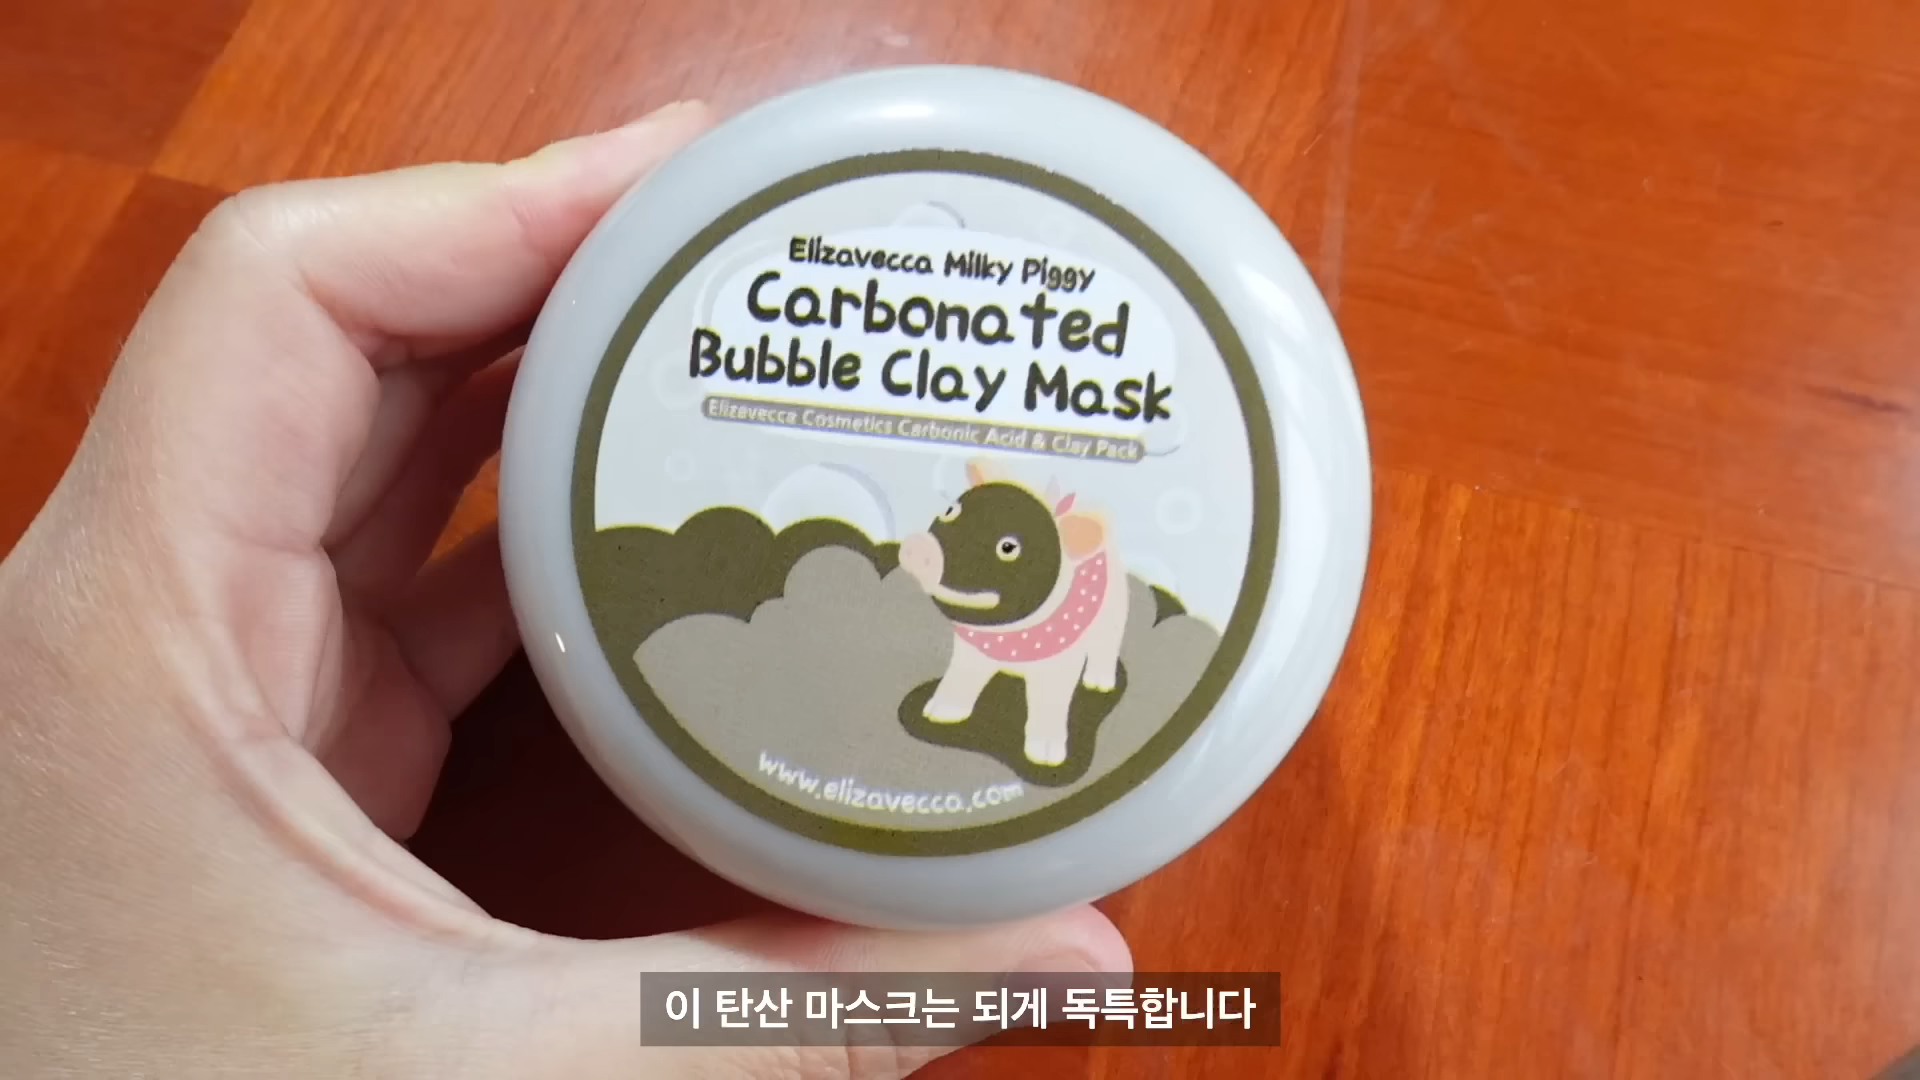 Elizavecca Milky Piggy
Carbonated
Bubble Clay Mask
Elizavecca Cosmetics Carbonic Acid & Clay Pack
www.elizavecca.com
이 탄산 마스크는 되게 독특합니다